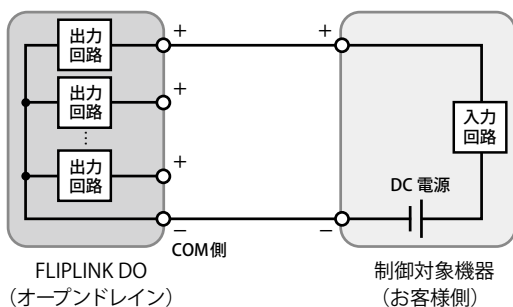 出力
回路
+
+
出力
回路
+
入力
回路
出力
回路
+
DC 電源
−
−
COM側
FLIPLINK DO
（オープンドレイン）
制御対象機器
（お客様側）